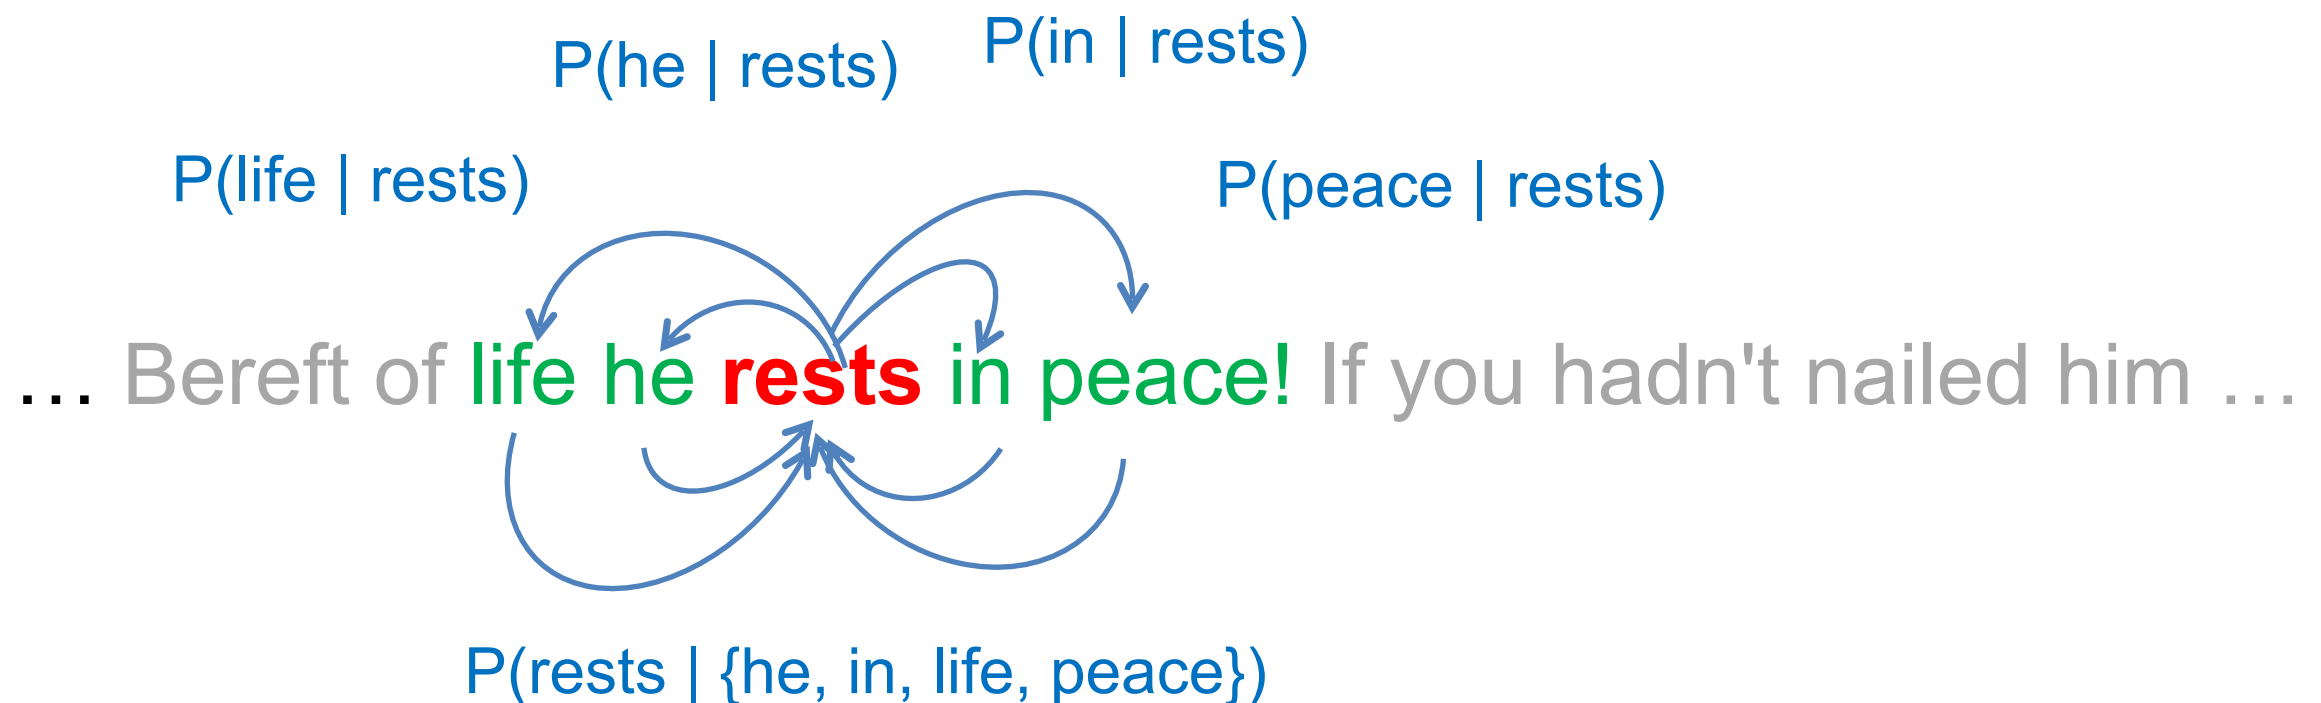 P(in | rests)
P(he | rests)
P(life | rests)
P(peace | rests)
… Bereft of life he rests in peace! If you hadn't nailed him …
P(rests | {he, in, life, peace})